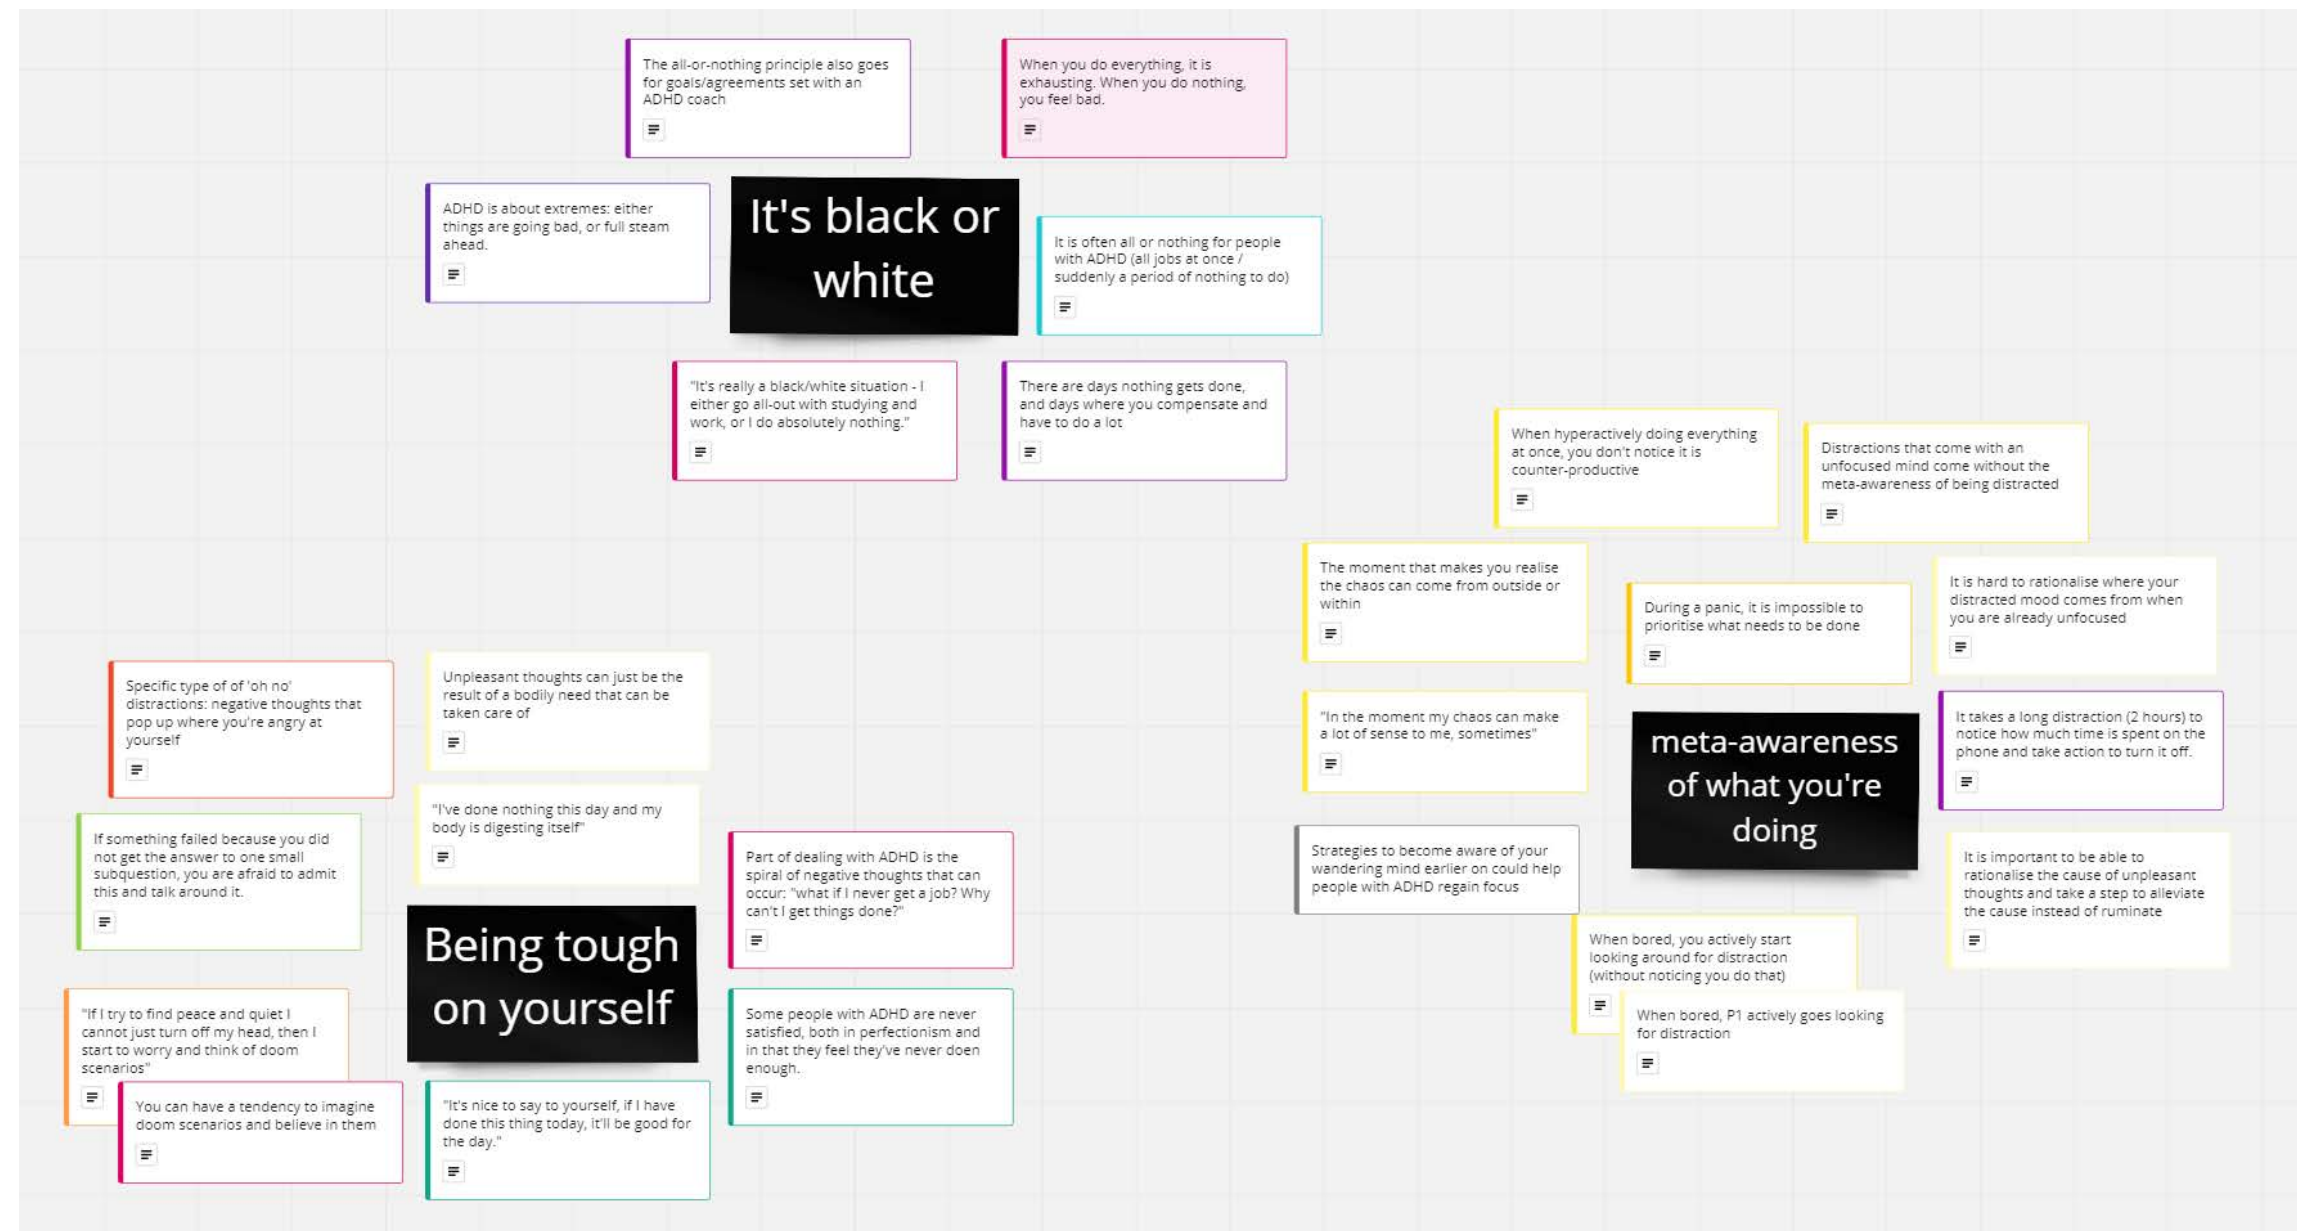 The all-or-nothing principle also goes
for goals/agreements set with an
ADHD coach
When you do everything, it is
exhausting. When you do nothing,
you feel bad.
ADHD is about extremes: either
things are going bad, or full steam
ahead.
It's black or
white
It is often all or nothing for people
with ADHD (all jobs at once /
suddenly a period of nothing to do)
"It's really a black/white situation - I
either go all-out with studying and
work, or I do absolutely nothing."
There are days nothing gets done,
and days where you compensate and
have to do a lot
When hyperactively doing everything
at once, you don't notice it is
counter-productive
Distractions that come with an
unfocused mind come without the
meta-awareness of being distracted
The moment that makes you realise
the chaos can come from outside or
within
During a panic, it is impossible to
prioritise what needs to be done
It is hard to rationalise where your
distracted mood comes from when
you are already unfocused
"In the moment my chaos can make
a lot of sense to me, sometimes"
meta-awareness
of what you're
doing
It takes a long distraction (2 hours) to
notice how much time is spent on the
phone and take action to turn it off.
Strategies to become aware of your
wandering mind earlier on could help
people with ADHD regain focus
It is important to be able to
rationalise the cause of unpleasant
thoughts and take a step to alleviate
the cause instead of ruminate
When bored, you actively start
looking around for distraction
(without noticing you do that)
When bored, P1 actively goes looking
for distraction
Specific type of of 'oh no'
distractions: negative thoughts that
pop up where you're angry at
yourself
Unpleasant thoughts can just be the
result of a bodily need that can be
taken care of
"I've done nothing this day and my
body is digesting itself"
If something failed because you did
not get the answer to one small
subquestion, you are afraid to admit
this and talk around it.
Part of dealing with ADHD is the
spiral of negative thoughts that can
occur: "what if I never get a job? Why
can't I get things done?"
Being tough
on yourself
"If I try to find peace and quiet I
cannot just turn off my head, then I
start to worry and think of doom
scenarios"
Some people with ADHD are never
satisfied, both in perfectionism and
in that they feel they've never doen
enough.
You can have a tendency to imagine
doom scenarios and believe in them
"It's nice to say to yourself, if I have
done this thing today, it'll be good for
the day."